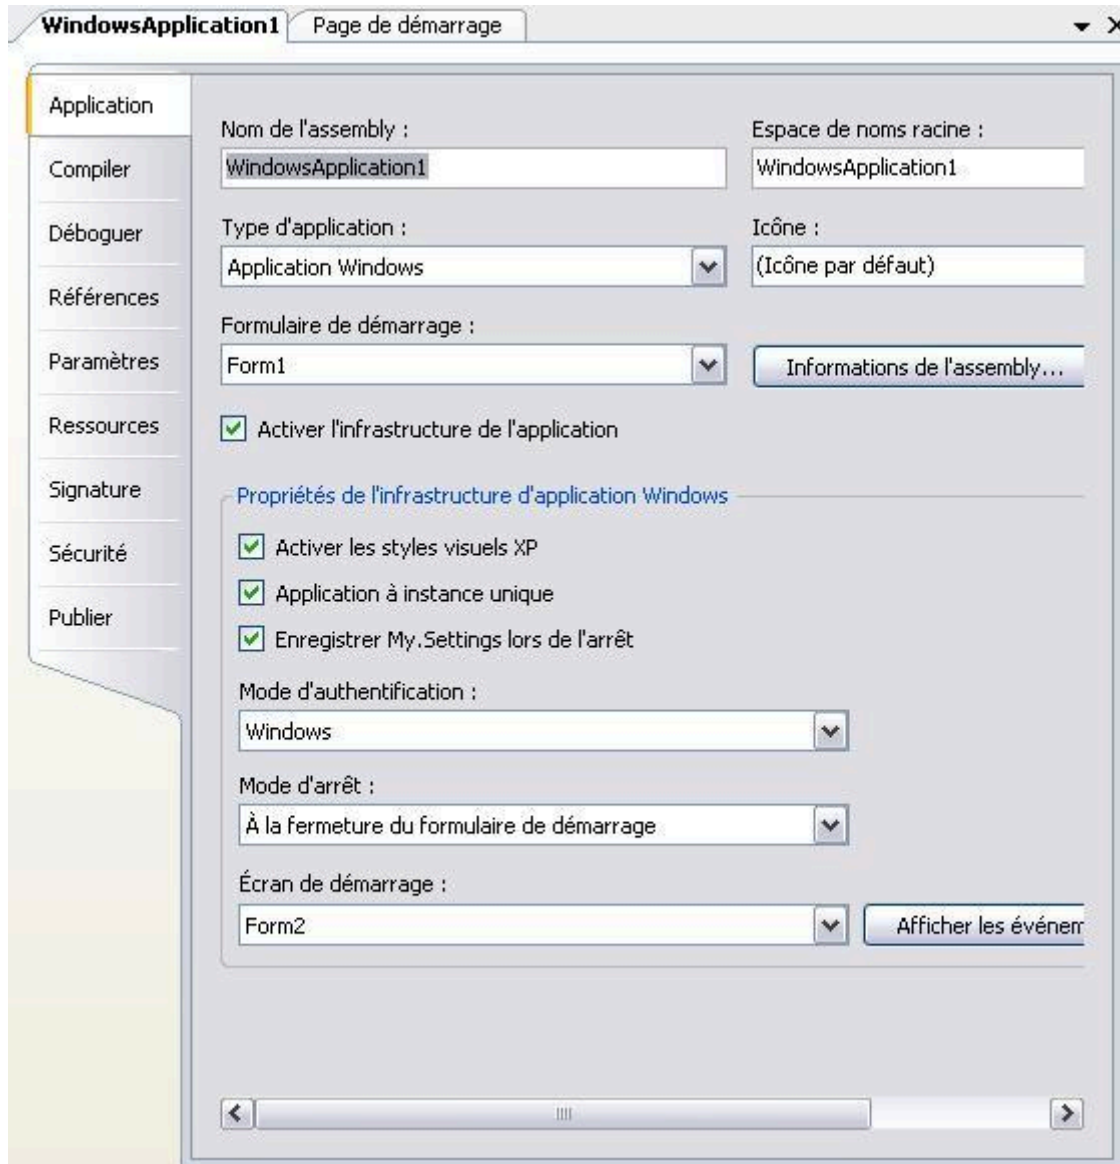 WindowsApplication1 Page de démarrage
Application
Compiler
Déboguer
Références
Paramètres
Ressources
Signature
Sécurité
Publier
Nom de l'assembly : Espace de noms racine :
WindowsApplication1 WindowsApplication1
Type d'application : Icône :
Application Windows (Icône par défaut)
Formulaire de démarrage :
Form1 Informations de l'assembly...
Activer l'infrastructure de l'application
Propriétés de l'infrastructure d'application Windows
Activer les styles visuels XP
Application à instance unique
Enregistrer My.Settings lors de l'arrêt
Mode d'authentification :
Windows
Mode d'arrêt :
À la fermeture du formulaire de démarrage
Écran de démarrage :
Form2 Afficher les événem